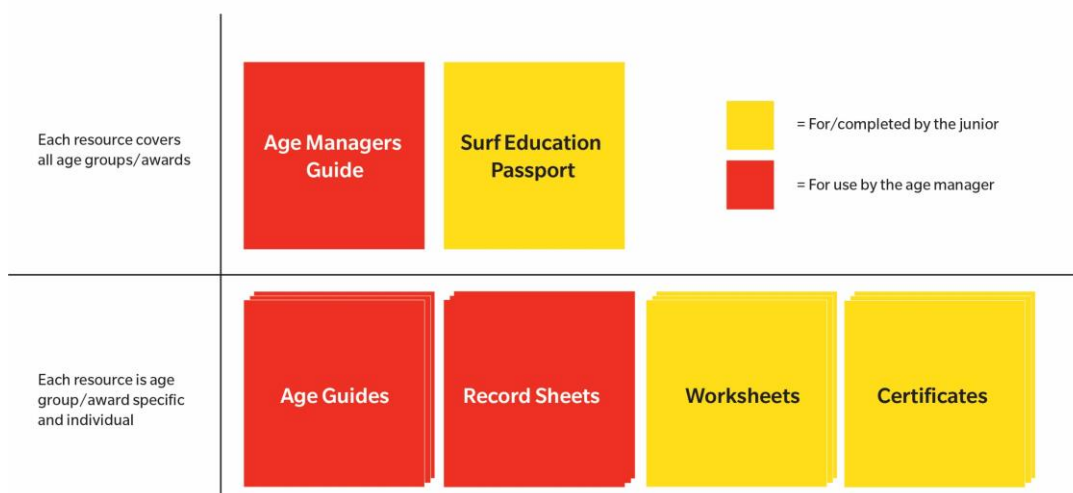 Each resource covers
all age groups/awards
Age Managers
Guide
Surf Education
Passport
= For/completed by the junior
= For use by the age manager
Each resource is age
group/award specific
and individual
Age Guides
Record Sheets
Worksheets
Certificates